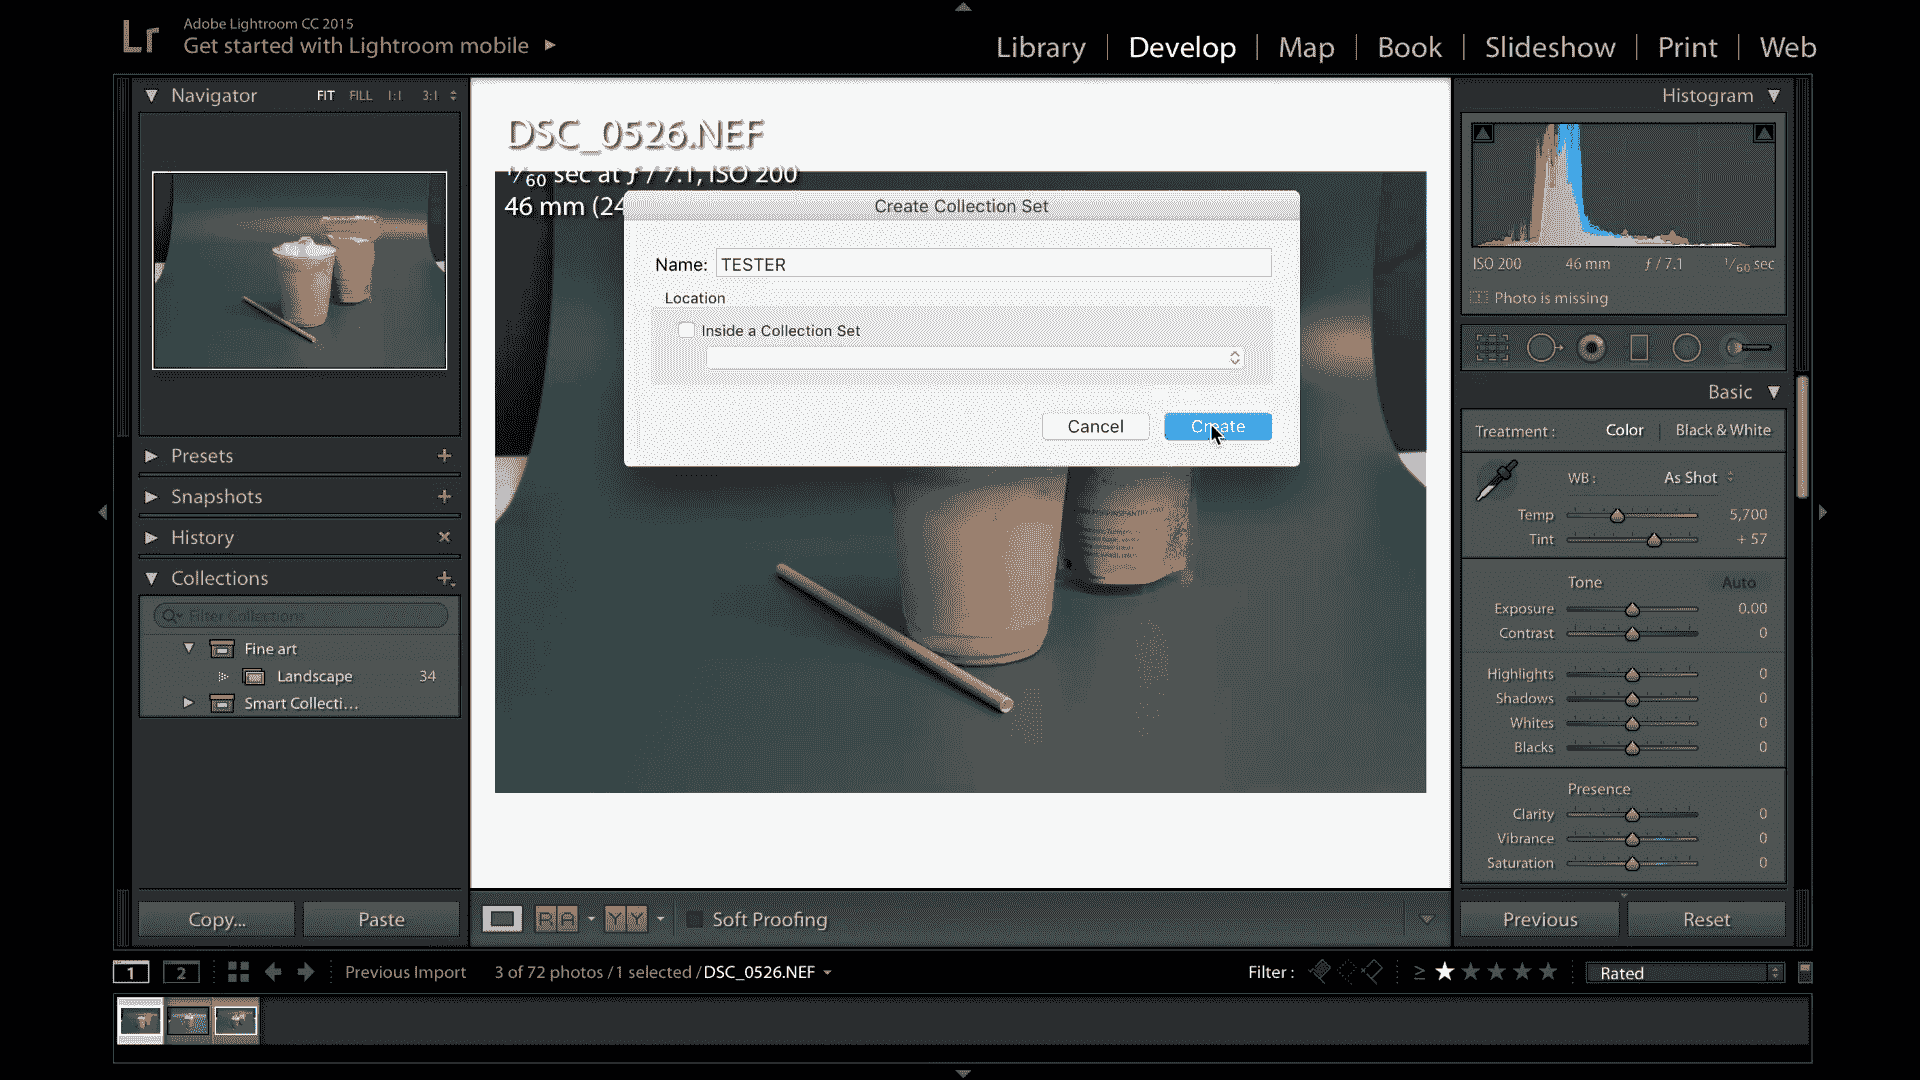 Lr
Adobe Lightroom CC 2015
Get started with Lightroom mobile
Library
Develop
Map
Book
Slideshow
Print
Web
Navigator
FIT
FILL
1:1
3:1
Presets
Snapshots
History
Collections
Filter Collections
Fine art
Landscape 34
Smart Collecti...
Copy...
Paste
DSC_0526.NEF
1/60 sec at ƒ / 7.1, ISO 200
46 mm (24
Create Collection Set
Name: TESTER
Location
Inside a Collection Set
Cancel
Create
Soft Proofing
Histogram
ISO 200 46 mm ƒ / 7.1 1/60 sec
Photo is missing
Basic
Treatment : Color Black & White
WB : As Shot
Temp 5,700
Tint + 57
Tone Auto
Exposure 0.00
Contrast 0
Highlights 0
Shadows 0
Whites 0
Blacks 0
Presence
Clarity 0
Vibrance 0
Saturation 0
Previous
Reset
1
2
Previous Import
3 of 72 photos / 1 selected / DSC_0526.NEF
Filter :
≥
Rated